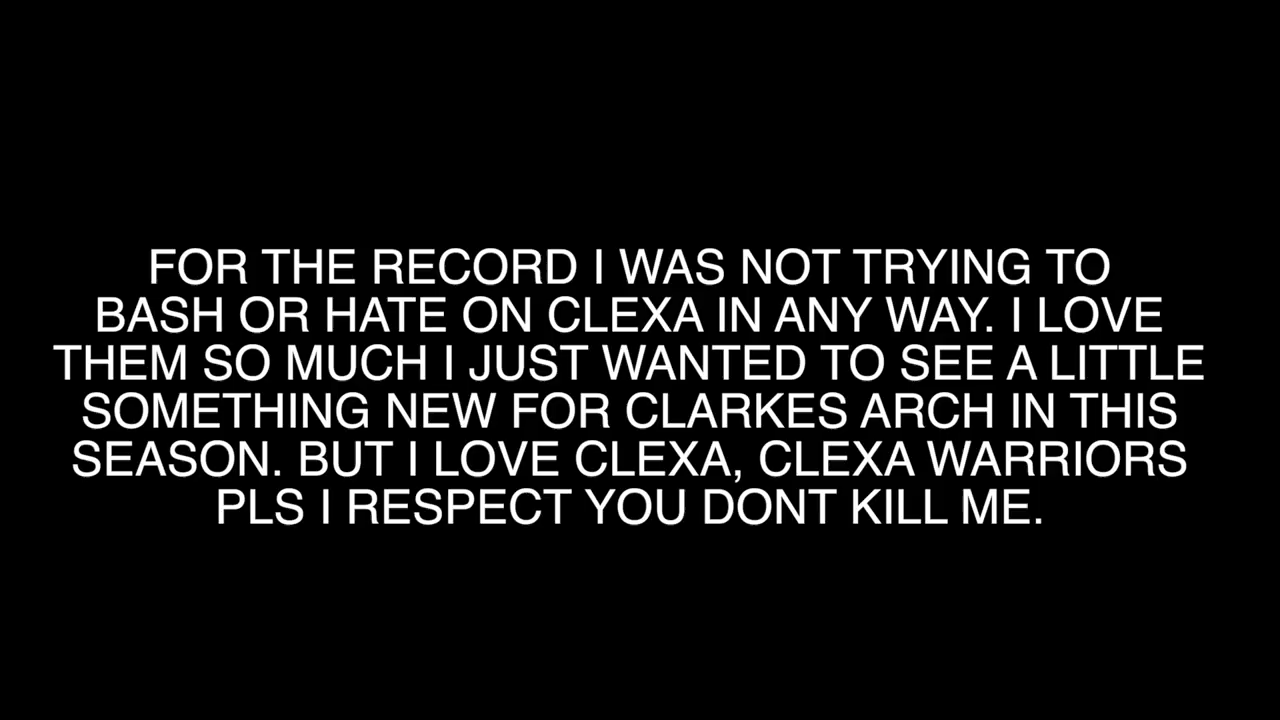 FOR THE RECORD I WAS NOT TRYING TO
BASH OR HATE ON CLEXA IN ANY WAY. I LOVE
THEM SO MUCH I JUST WANTED TO SEE A LITTLE
SOMETHING NEW FOR CLARKES ARCH IN THIS
SEASON. BUT I LOVE CLEXA, CLEXA WARRIORS
PLS I RESPECT YOU DONT KILL ME.